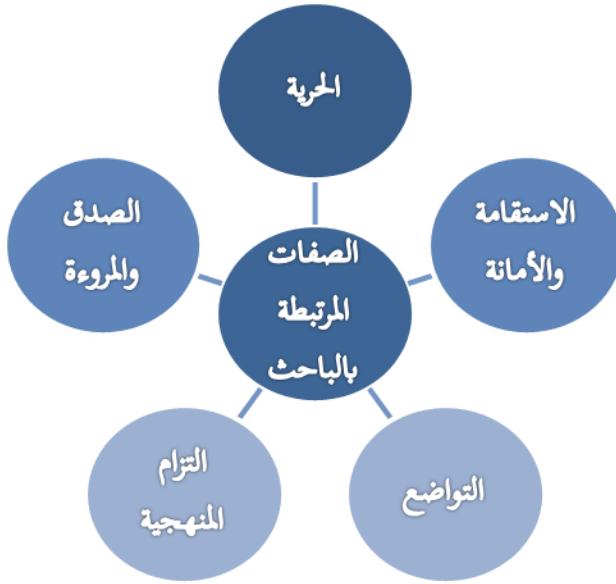 الحرية
الاستقامة
والأمانة
التواضع
التزام
المنهجية
الصدق
والمروءة
الصفات
المرتبطة
بالباحث